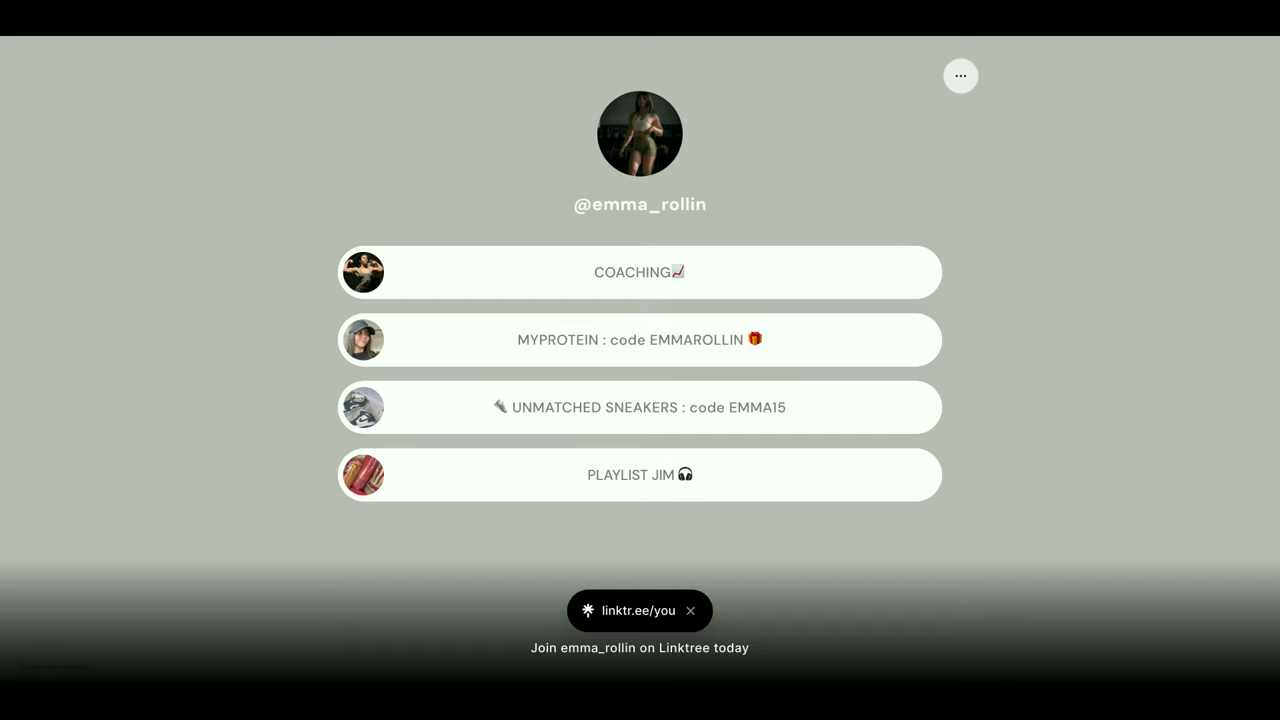 @emma_rollin
COACHING📈
MYPROTEIN : code EMMAROLLIN 🎁
UNMATCHED SNEAKERS : code EMMA15
PLAYLIST JIM 🎧
linktr.ee/you
Join emma_rollin on Linktree today